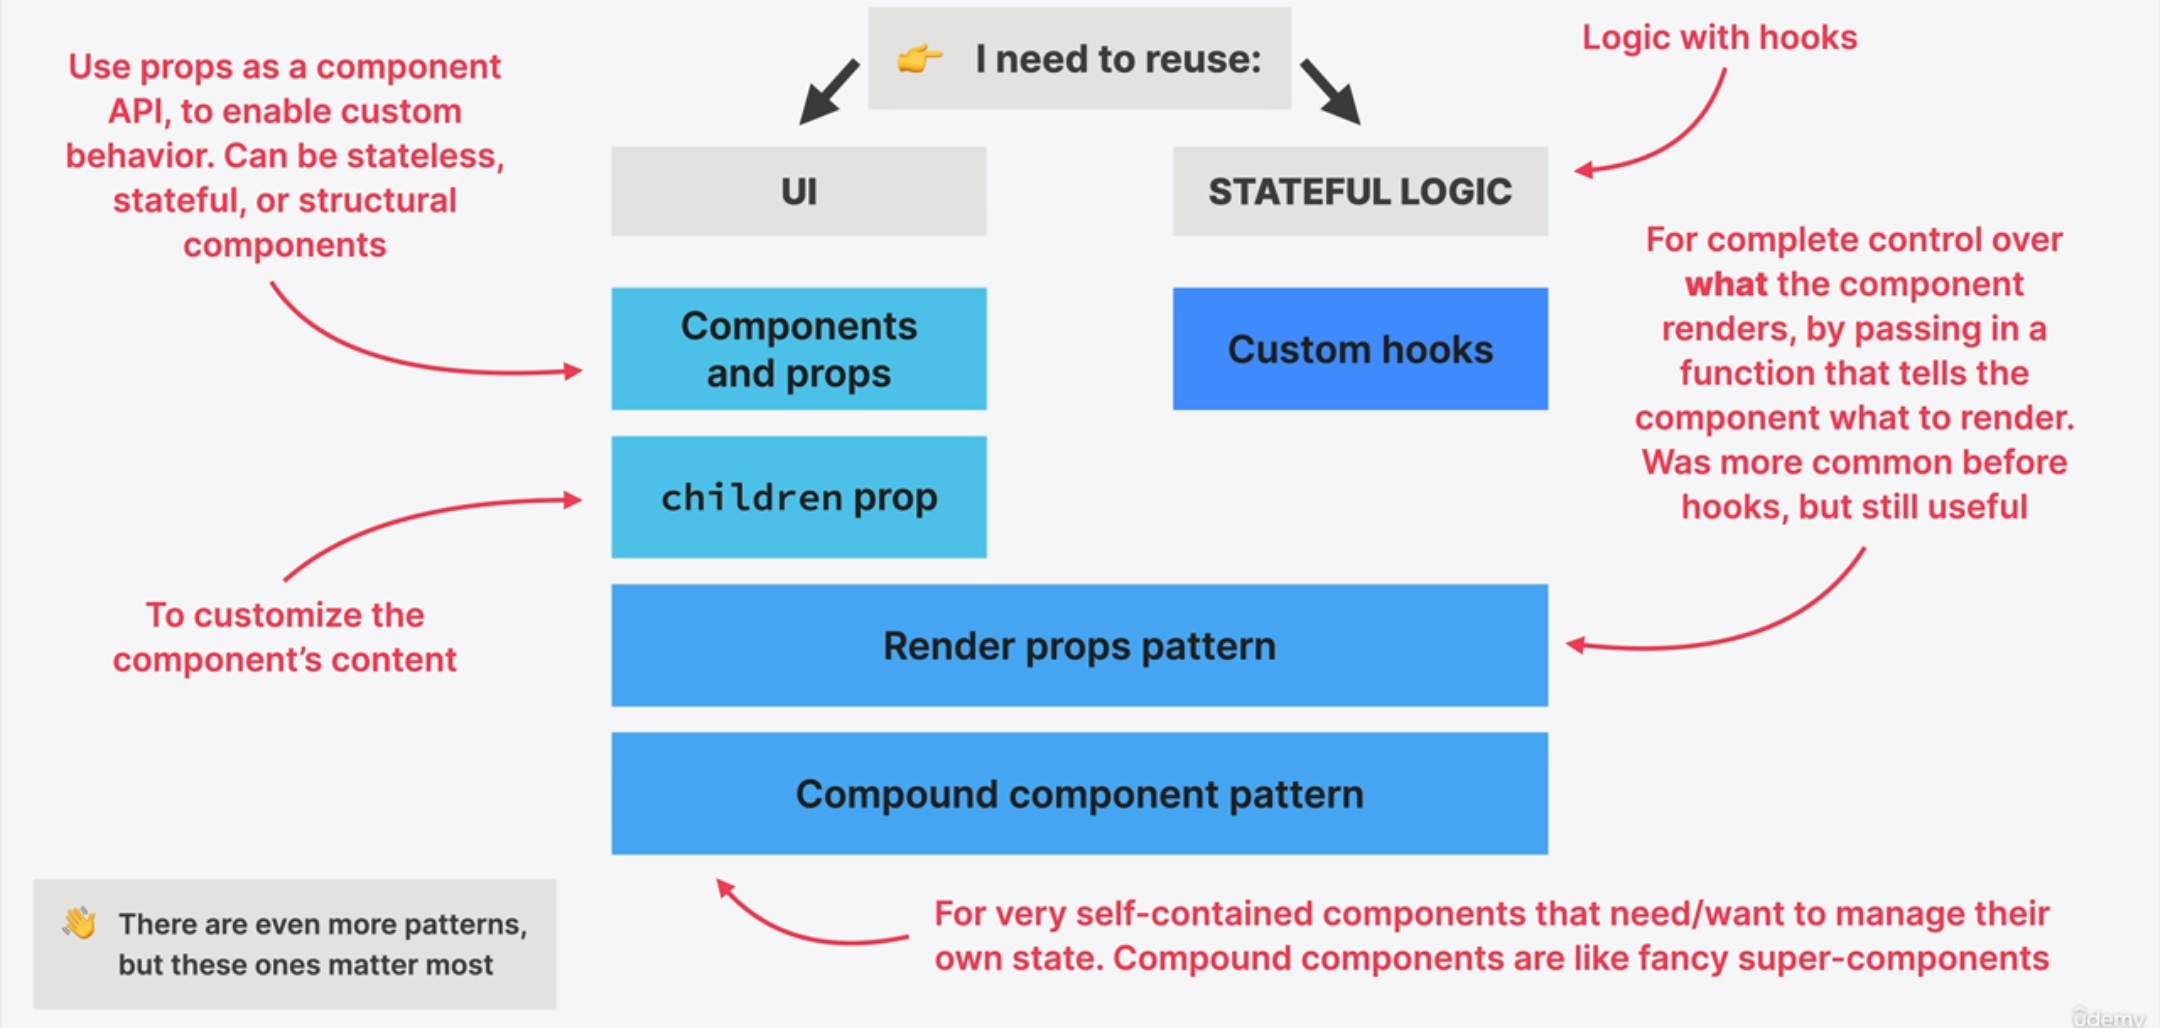 I need to reuse:
Logic with hooks
Use props as a component
API, to enable custom
behavior. Can be stateless,
stateful, or structural
components
UI
STATEFUL LOGIC
For complete control over
what the component
renders, by passing in a
function that tells the
component what to render.
Was more common before
hooks, but still useful
Components
and props
Custom hooks
children prop
To customize the
component’s content
Render props pattern
Compound component pattern
There are even more patterns,
but these ones matter most
For very self-contained components that need/want to manage their
own state. Compound components are like fancy super-components
ûdemy